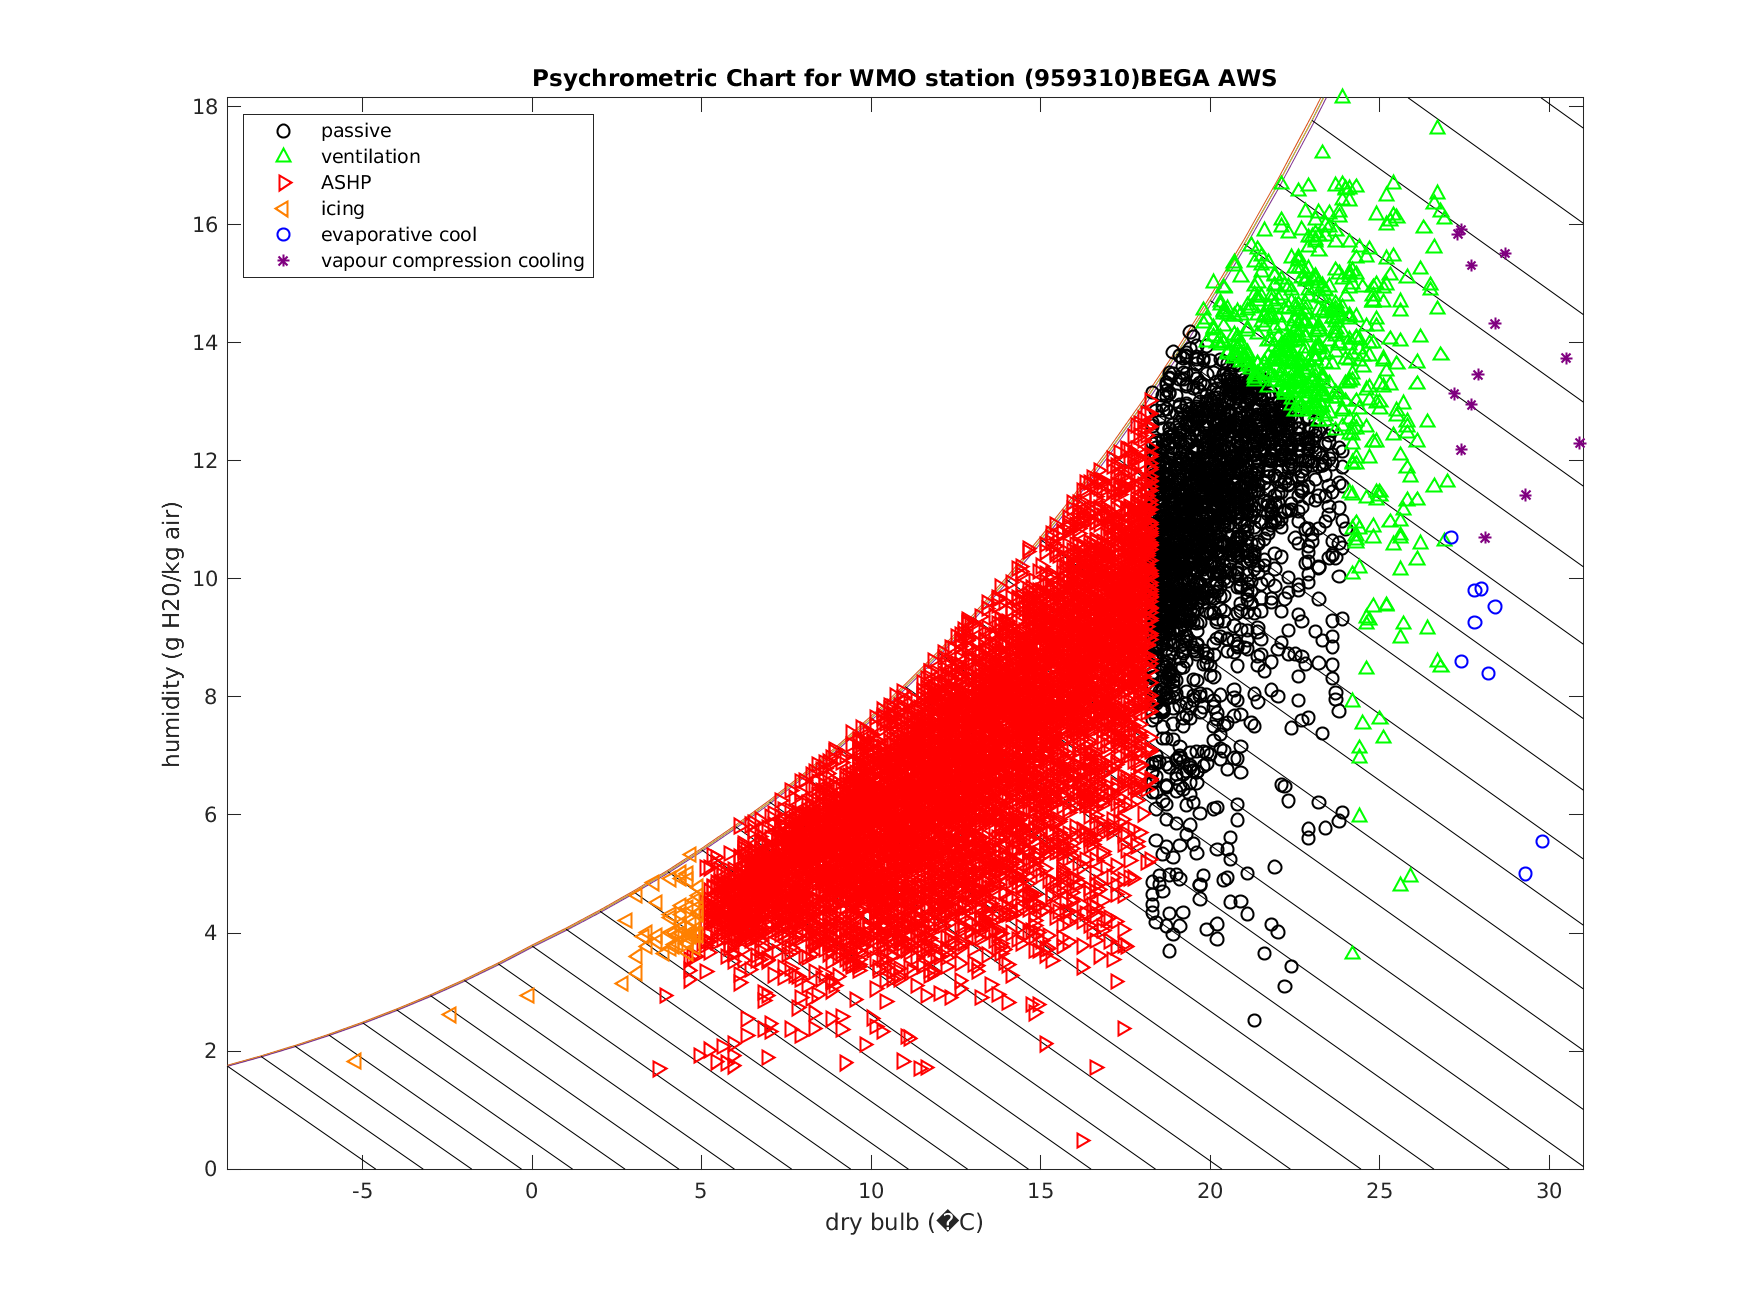 Psychrometric Chart for WMO station (959310)BEGA AWS
passive
ventilation
ASHP
icing
evaporative cool
vapour compression cooling
humidity (g H20/kg air)
18
16
14
12
10
8
6
4
2
0
-5 0 5 10 15 20 25 30
dry bulb (�C)